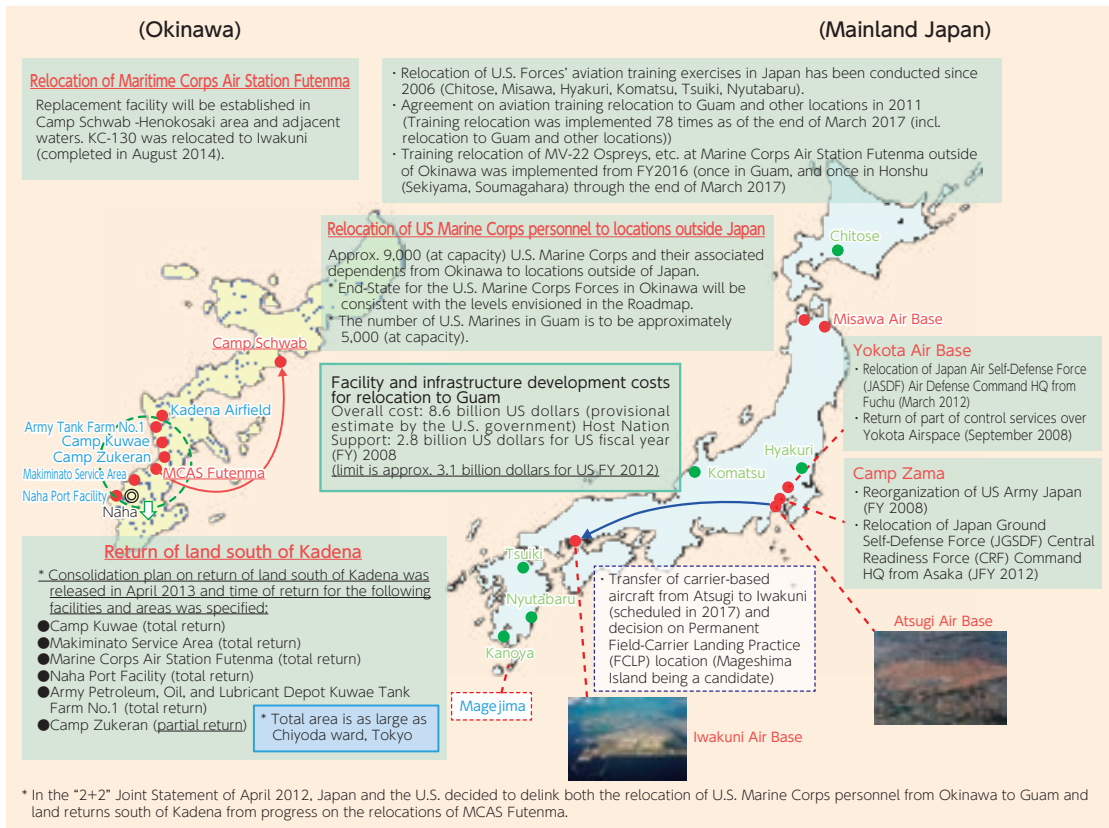 (Okinawa)
(Mainland Japan)
Relocation of Maritime Corps Air Station Futenma
Replacement facility will be established in
Camp Schwab -Henokosaki area and adjacent
waters. KC-130 was relocated to Iwakuni
(completed in August 2014).
· Relocation of U.S. Forces’ aviation training exercises in Japan has been conducted since
2006 (Chitose, Misawa, Hyakuri, Komatsu, Tsuiki, Nyutabaru).
· Agreement on aviation training relocation to Guam and other locations in 2011
(Training relocation was implemented 78 times as of the end of March 2017 (incl.
relocation to Guam and other locations))
· Training relocation of MV-22 Ospreys, etc. at Marine Corps Air Station Futenma outside
of Okinawa was implemented from FY2016 (once in Guam, and once in Honshu
(Sekiyama, Soumagahara) through the end of March 2017)
Relocation of US Marine Corps personnel to locations outside Japan
Approx. 9,000 (at capacity) U.S. Marine Corps and their associated
dependents from Okinawa to locations outside of Japan.
* End-State for the U.S. Marine Corps Forces in Okinawa will be
consistent with the levels envisioned in the Roadmap.
* The number of U.S. Marines in Guam is to be approximately
5,000 (at capacity).
Chitose
Misawa Air Base
Camp Schwab
Kadena Airfield
Army Tank Farm No.1
Camp Kuwae
Camp Zukeran
Makiminato Service Area
MCAS Futenma
Naha Port Facility
Naha
Facility and infrastructure development costs
for relocation to Guam
Overall cost: 8.6 billion US dollars (provisional
estimate by the U.S. government) Host Nation
Support: 2.8 billion US dollars for US fiscal year
(FY) 2008
(limit is approx. 3.1 billion dollars for US FY 2012)
Yokota Air Base
· Relocation of Japan Air Self-Defense Force
(JASDF) Air Defense Command HQ from
Fuchu (March 2012)
· Return of part of control services over
Yokota Airspace (September 2008)
Hyakuri
Komatsu
Camp Zama
· Reorganization of US Army Japan
(FY 2008)
· Relocation of Japan Ground
Self-Defense Force (JGSDF) Central
Readiness Force (CRF) Command
HQ from Asaka (JFY 2012)
Return of land south of Kadena
* Consolidation plan on return of land south of Kadena was
released in April 2013 and time of return for the following
facilities and areas was specified;
●Camp Kuwae (total return)
●Makiminato Service Area (total return)
●Marine Corps Air Station Futenma (total return)
●Naha Port Facility (total return)
●Army Petroleum, Oil, and Lubricant Depot Kuwae Tank
Farm No.1 (total return)
●Camp Zukeran (partial return)
* Total area is as large as
Chiyoda ward, Tokyo
Tsuiki
Nyutabaru
Kanoya
Magejima
· Transfer of carrier-based
aircraft from Atsugi to Iwakuni
(scheduled in 2017) and
decision on Permanent
Field-Carrier Landing Practice
(FCLP) location (Mageshima
Island being a candidate)
Atsugi Air Base
Iwakuni Air Base
* In the “2+2” Joint Statement of April 2012, Japan and the U.S. decided to delink both the relocation of U.S. Marine Corps personnel from Okinawa to Guam and
land returns south of Kadena from progress on the relocations of MCAS Futenma.